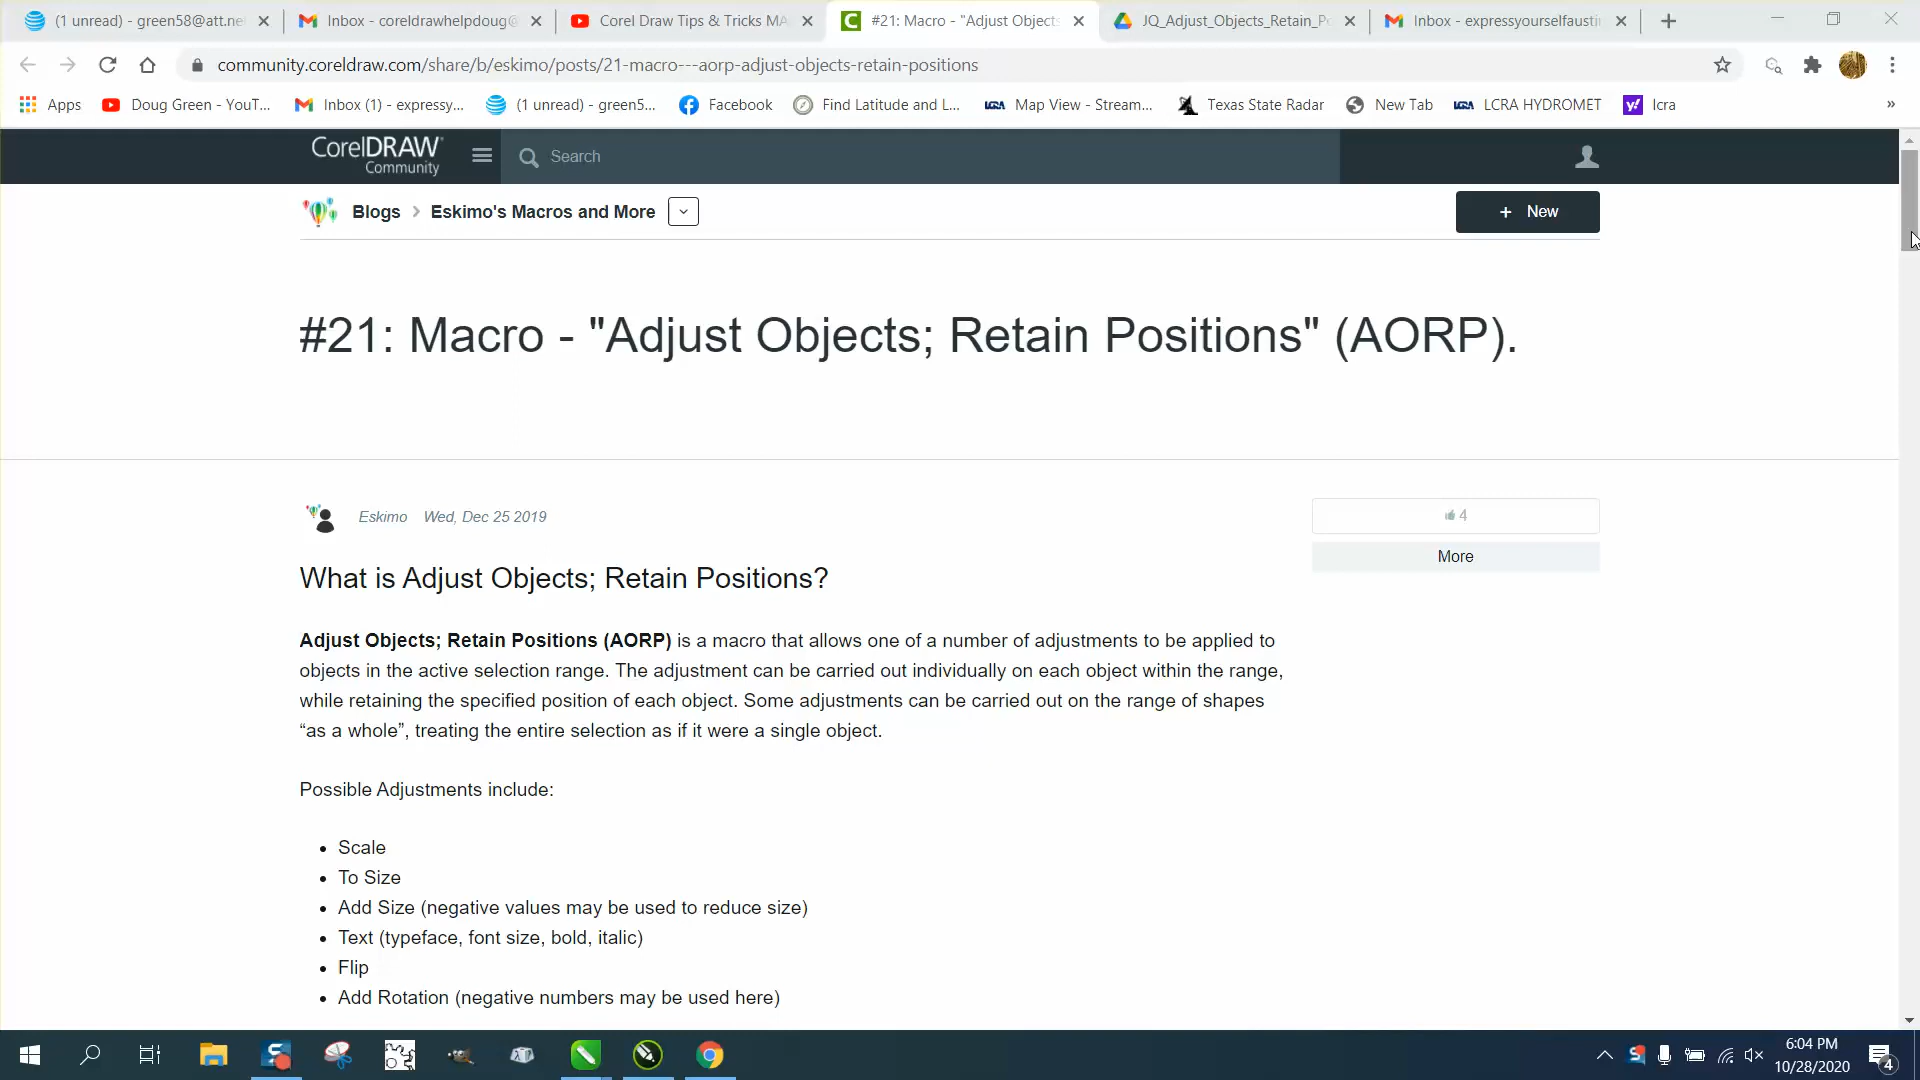 (1 unread) - green58@att.ne
Inbox - coreldrawhelpdoug@
Corel Draw Tips & Tricks MA
#21: Macro - "Adjust Objects
JQ_Adjust_Objects_Retain_P
Inbox - expressyourselfausti
community.coreldraw.com/share/b/eskimo/posts/21-macro---aorp-adjust-objects-retain-positions
Apps
Doug Green - YouT...
Inbox (1) - expressy...
(1 unread) - green5...
Facebook
Find Latitude and L...
LCRA Map View - Stream...
Texas State Radar
New Tab
LCRA LCRA HYDROMET
y! lcra
»
CorelDRAW
Community
Search
Blogs > Eskimo's Macros and More
+ New
#21: Macro - "Adjust Objects; Retain Positions" (AORP).
Eskimo Wed, Dec 25 2019
4
More
What is Adjust Objects; Retain Positions?
Adjust Objects; Retain Positions (AORP) is a macro that allows one of a number of adjustments to be applied to
objects in the active selection range. The adjustment can be carried out individually on each object within the range,
while retaining the specified position of each object. Some adjustments can be carried out on the range of shapes
“as a whole”, treating the entire selection as if it were a single object.
Possible Adjustments include:
• Scale
• To Size
• Add Size (negative values may be used to reduce size)
• Text (typeface, font size, bold, italic)
• Flip
• Add Rotation (negative numbers may be used here)
6:04 PM
10/28/2020
4